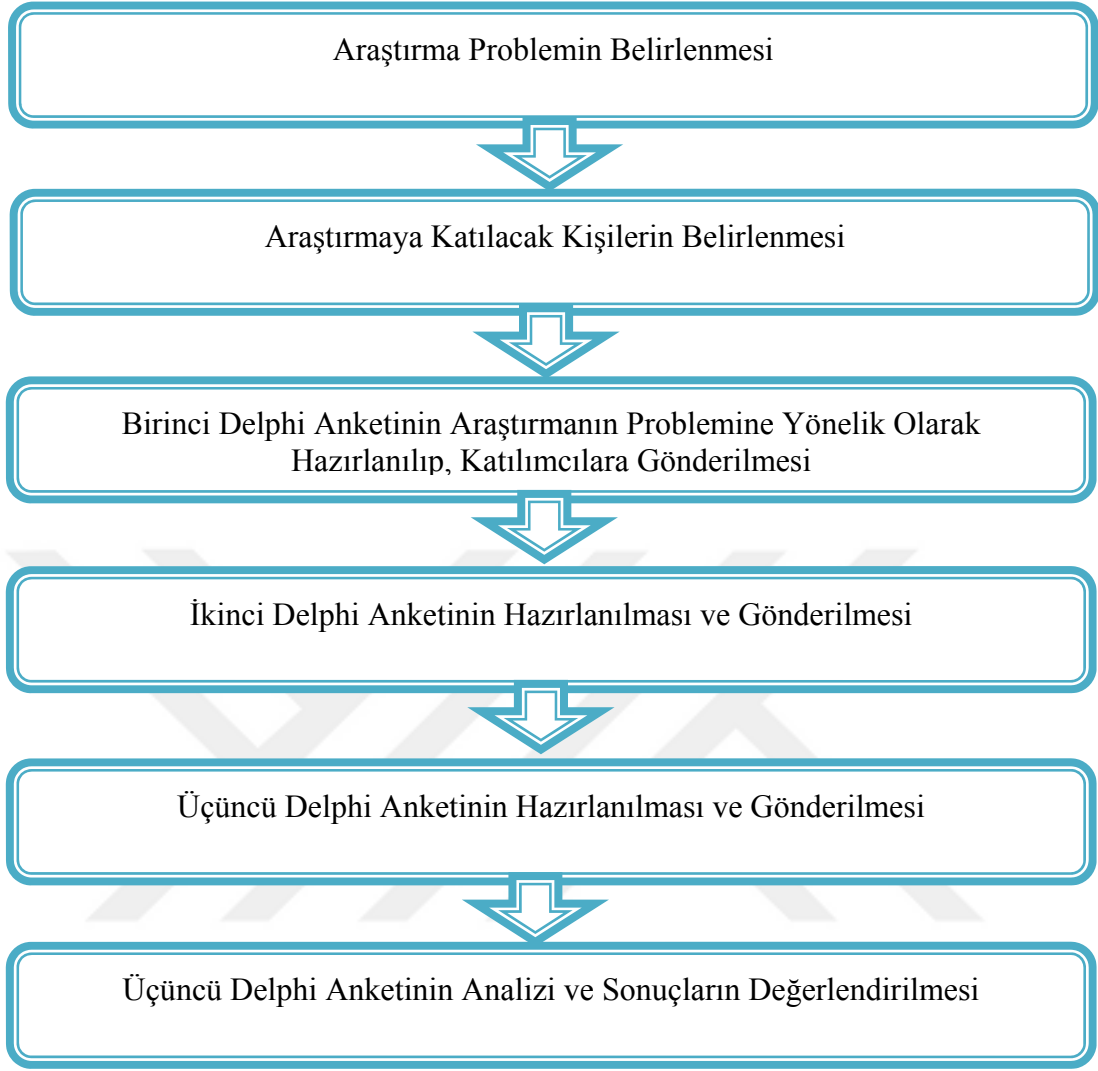 Araştırma Problemin Belirlenmesi
Araştırmaya Katılacak Kişilerin Belirlenmesi
Birinci Delphi Anketinin Araştırmanın Problemine Yönelik Olarak
Hazırlanılıp, Katılımcılara Gönderilmesi
İkinci Delphi Anketinin Hazırlanılması ve Gönderilmesi
Üçüncü Delphi Anketinin Hazırlanılması ve Gönderilmesi
Üçüncü Delphi Anketinin Analizi ve Sonuçların Değerlendirilmesi